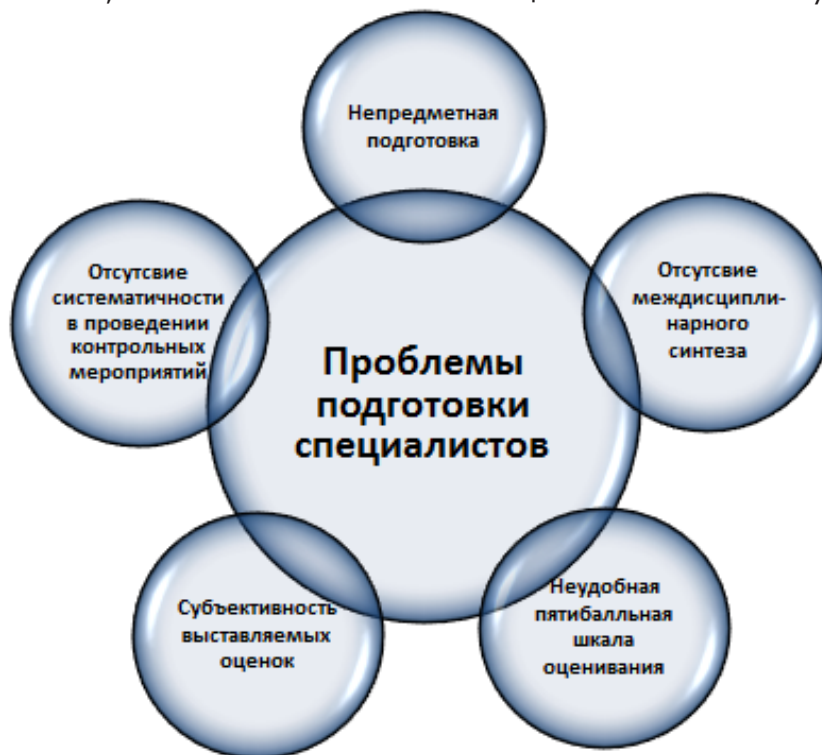 Непредметная
подготовка
Отсутсвие
систематичности
в проведении
контрольных
мероприятий
Отсутсвие
междисципли-
нарного
синтеза
Проблемы
подготовки
специалистов
Субъективность
выставляемых
оценок
Неудобная
пятибалльная
шкала
оценивания